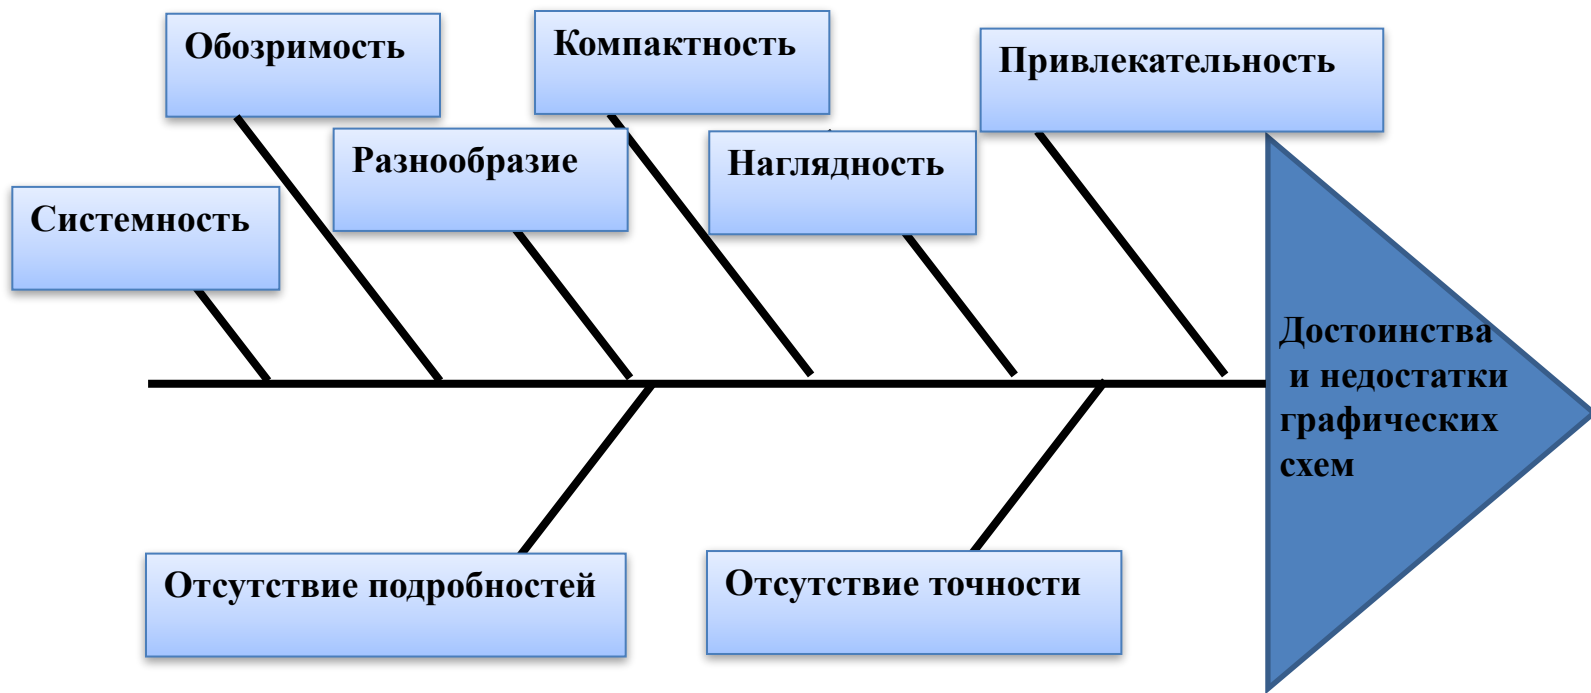 Обозримость
Компактность
Привлекательность
Разнообразие
Наглядность
Системность
Достоинства
и недостатки
графических
схем
Отсутствие подробностей
Отсутствие точности